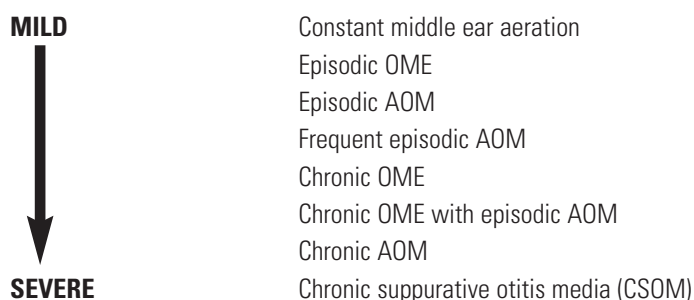 MILD Constant middle ear aeration
Episodic OME
Episodic AOM
Frequent episodic AOM
Chronic OME
Chronic OME with episodic AOM
Chronic AOM
SEVERE Chronic suppurative otitis media (CSOM)